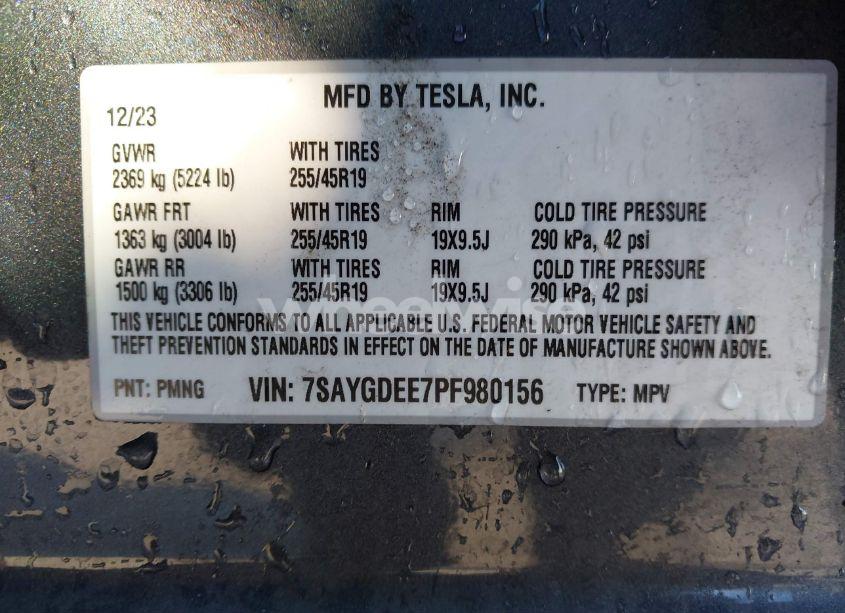 MFD BY TESLA, INC.
12/23
GVWR WITH TIRES
2369 kg (5224 lb) 255/45R19
GAWR FRT WITH TIRES RIM COLD TIRE PRESSURE
1363 kg (3004 lb) 255/45R19 19X9.5J 290 kPa, 42 psi
GAWR RR WITH TIRES RIM COLD TIRE PRESSURE
1500 kg (3306 lb) 255/45R19 19X9.5J 290 kPa, 42 psi
THIS VEHICLE CONFORMS TO ALL APPLICABLE U.S. FEDERAL MOTOR VEHICLE SAFETY AND
THEFT PREVENTION STANDARDS IN EFFECT ON THE DATE OF MANUFACTURE SHOWN ABOVE.
PNT: PMNG VIN: 7SAYGDEE7PF980156 TYPE: MPV